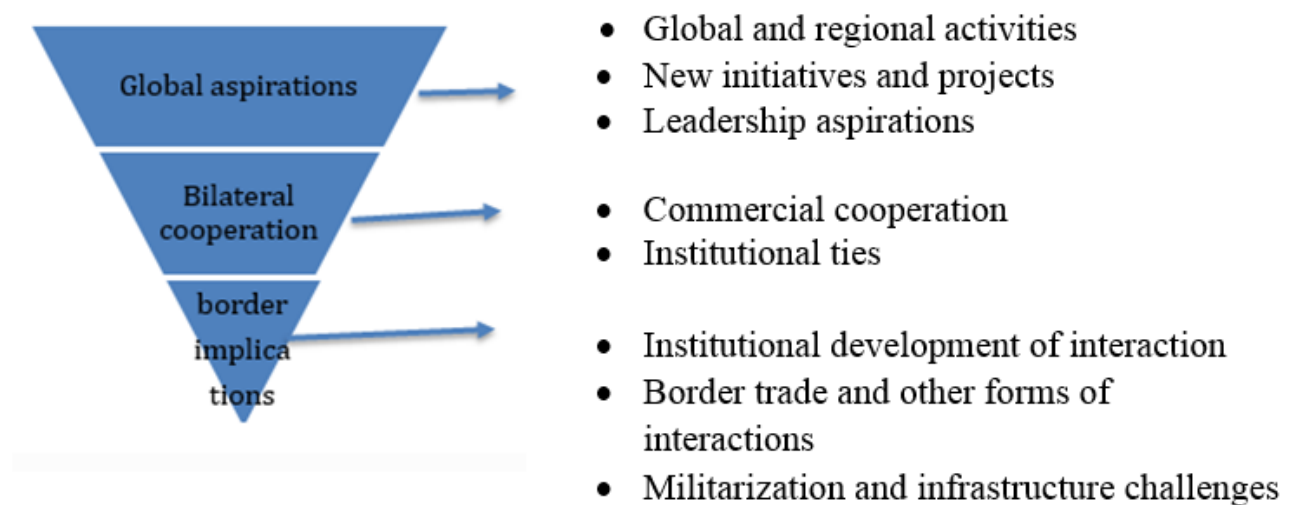 Global aspirations
• Global and regional activities
• New initiatives and projects
• Leadership aspirations
Bilateral
cooperation
• Commercial cooperation
• Institutional ties
border
implica
tions
• Institutional development of interaction
• Border trade and other forms of
interactions
• Militarization and infrastructure challenges